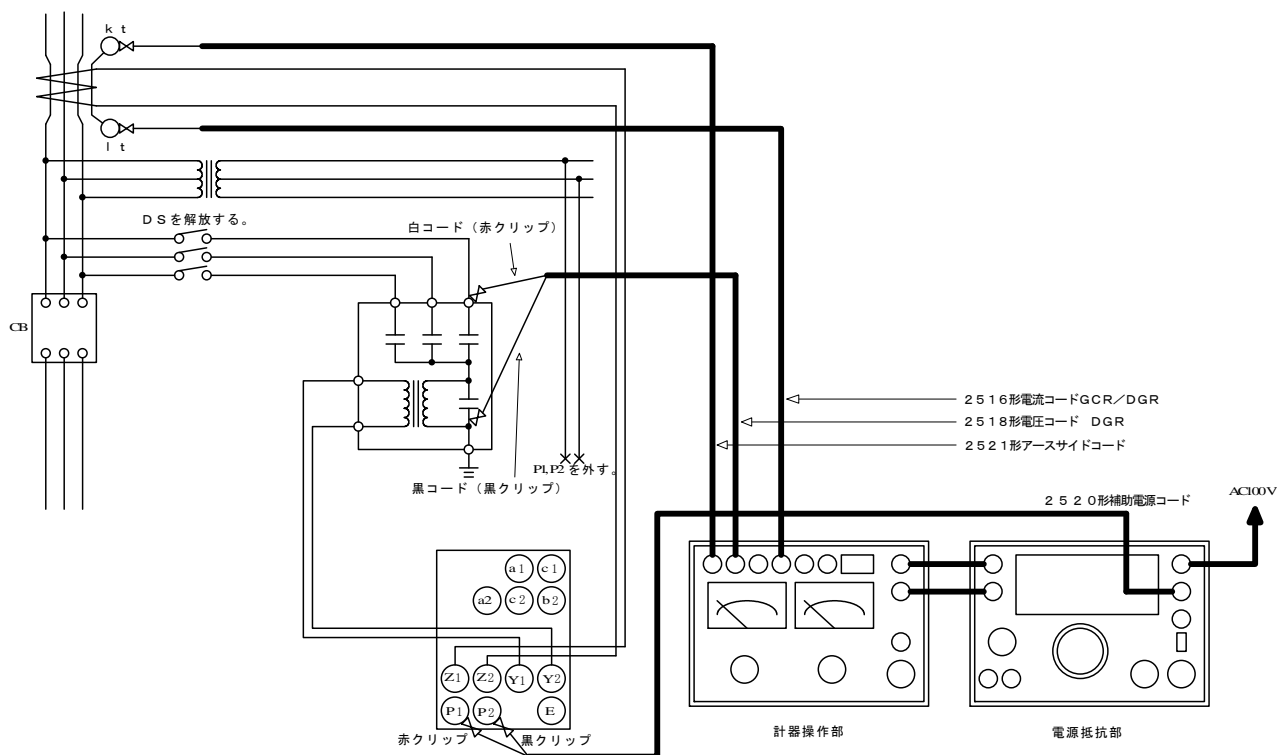 k t
l t
DSを解放する。
白コード（赤クリップ）
CB
2516形電流コードGCR／DGR
2518形電圧コード DGR
2521形アースサイドコード
P1,P2を外す。
黒コード（黒クリップ）
AC100V
2520形補助電源コード
a1 c1
a2 c2 b2
Z1 Z2 Y1 Y2
P1 P2 E
赤クリップ 黒クリップ
計器操作部
電源抵抗部